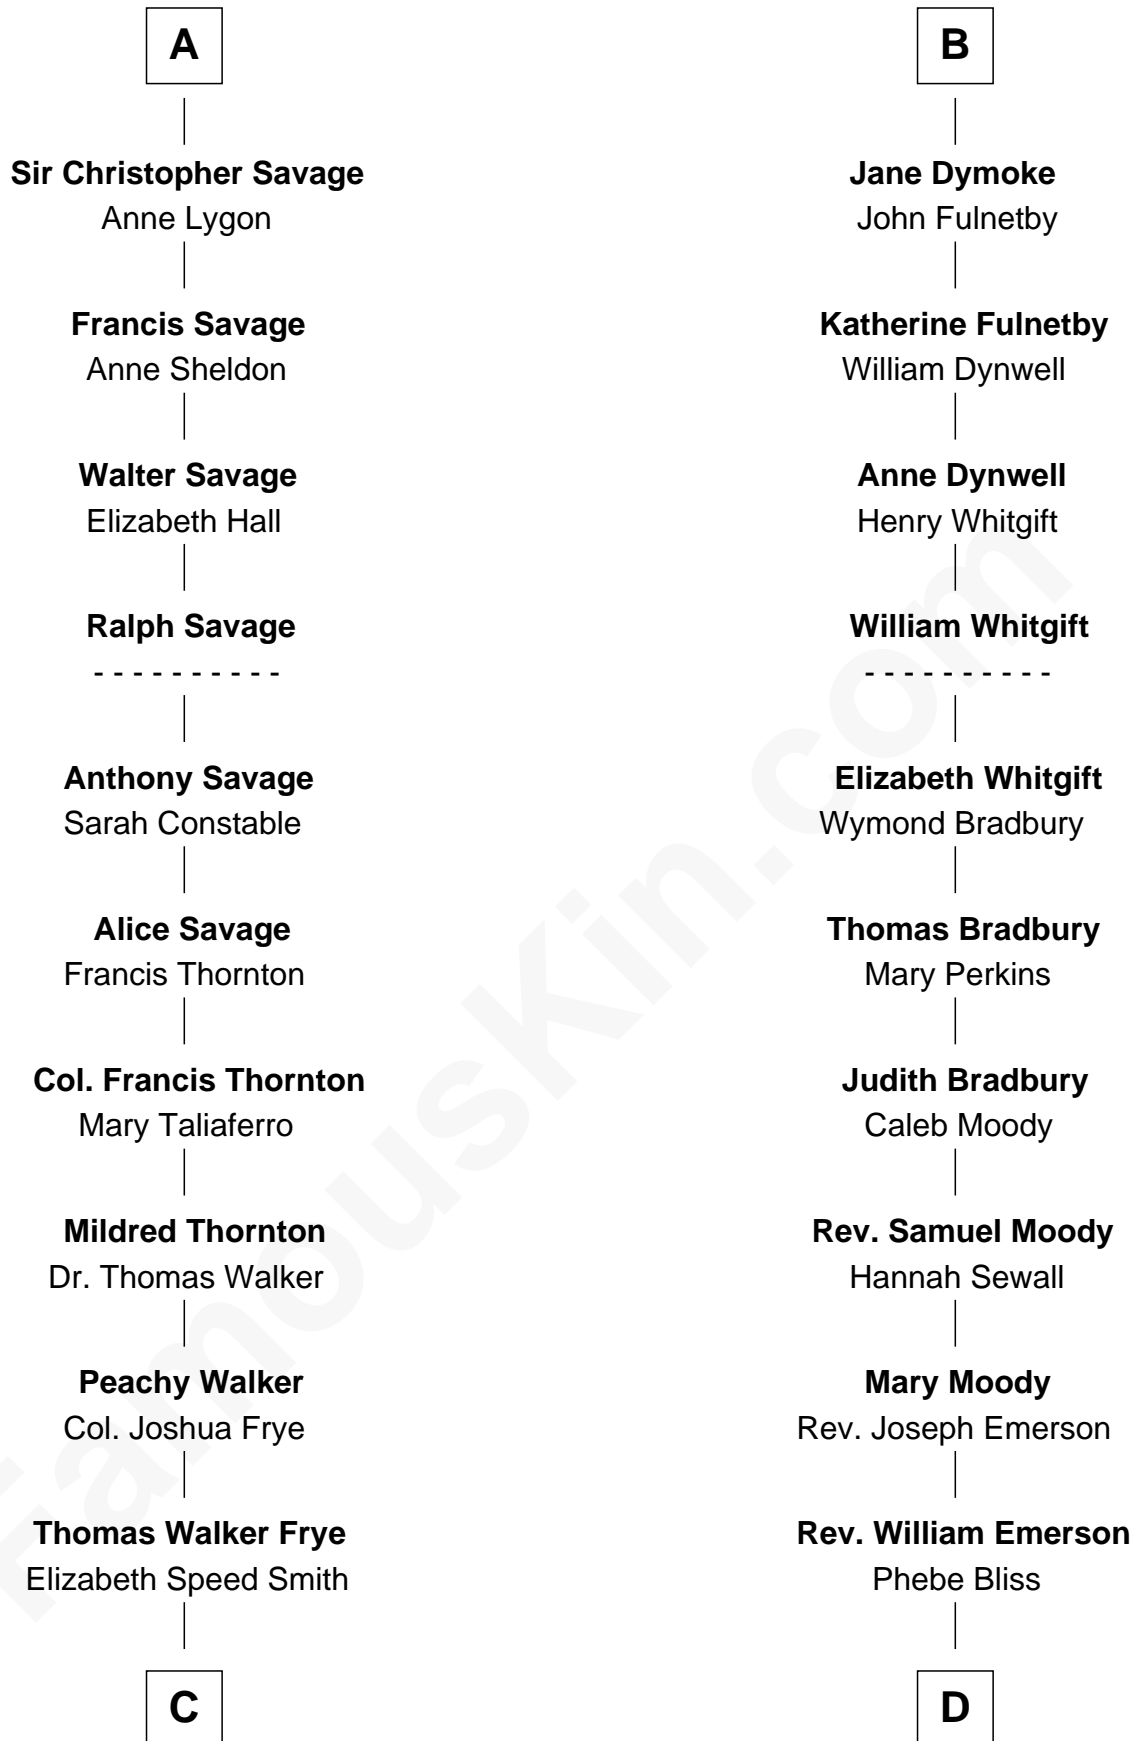 A
Sir Christopher Savage
Anne Lygon
Francis Savage
Anne Sheldon
Walter Savage
Elizabeth Hall
Ralph Savage
- - - - - - - - - -
Anthony Savage
Sarah Constable
Alice Savage
Francis Thornton
Col. Francis Thornton
Mary Taliaferro
Mildred Thornton
Dr. Thomas Walker
Peachy Walker
Col. Joshua Frye
Thomas Walker Frye
Elizabeth Speed Smith
C
B
Jane Dymoke
John Fulnetby
Katherine Fulnetby
William Dynwell
Anne Dynwell
Henry Whitgift
William Whitgift
- - - - - - - - - -
Elizabeth Whitgift
Wymond Bradbury
Thomas Bradbury
Mary Perkins
Judith Bradbury
Caleb Moody
Rev. Samuel Moody
Hannah Sewall
Mary Moody
Rev. Joseph Emerson
Rev. William Emerson
Phebe Bliss
D
FamousKin.com